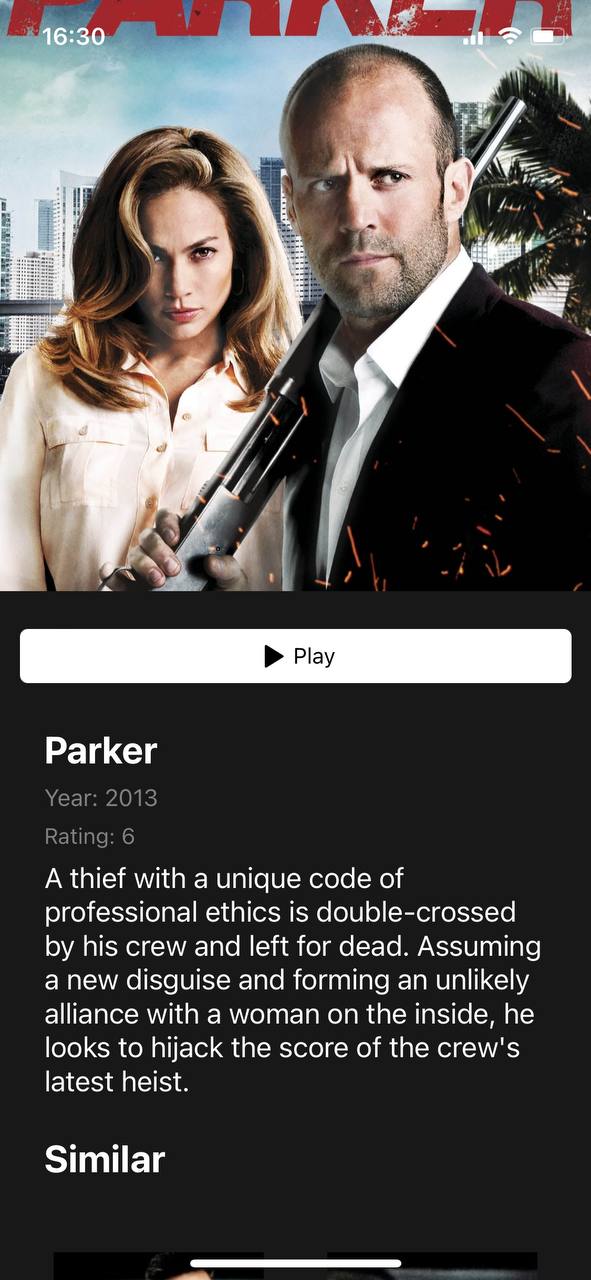 PARKER
16:30
Play
Parker
Year: 2013
Rating: 6
A thief with a unique code of
professional ethics is double-crossed
by his crew and left for dead. Assuming
a new disguise and forming an unlikely
alliance with a woman on the inside, he
looks to hijack the score of the crew's
latest heist.
Similar